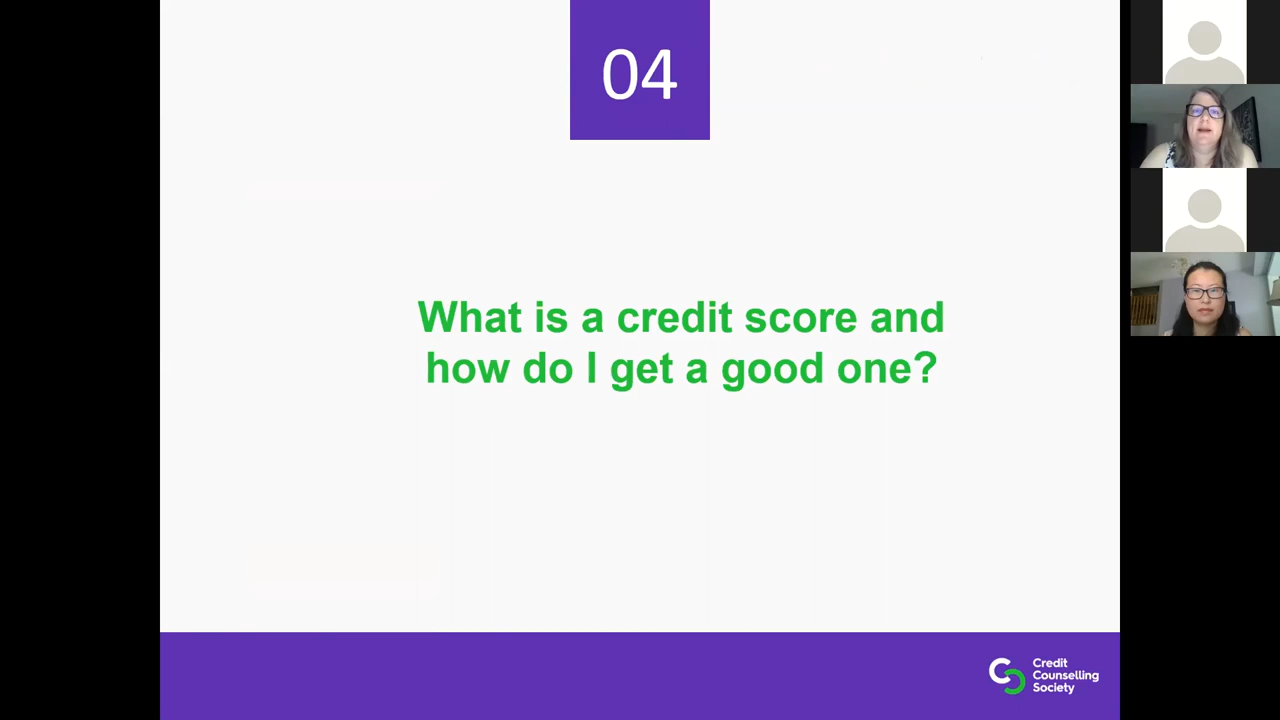 04
What is a credit score and
how do I get a good one?
Credit
Counselling
Society